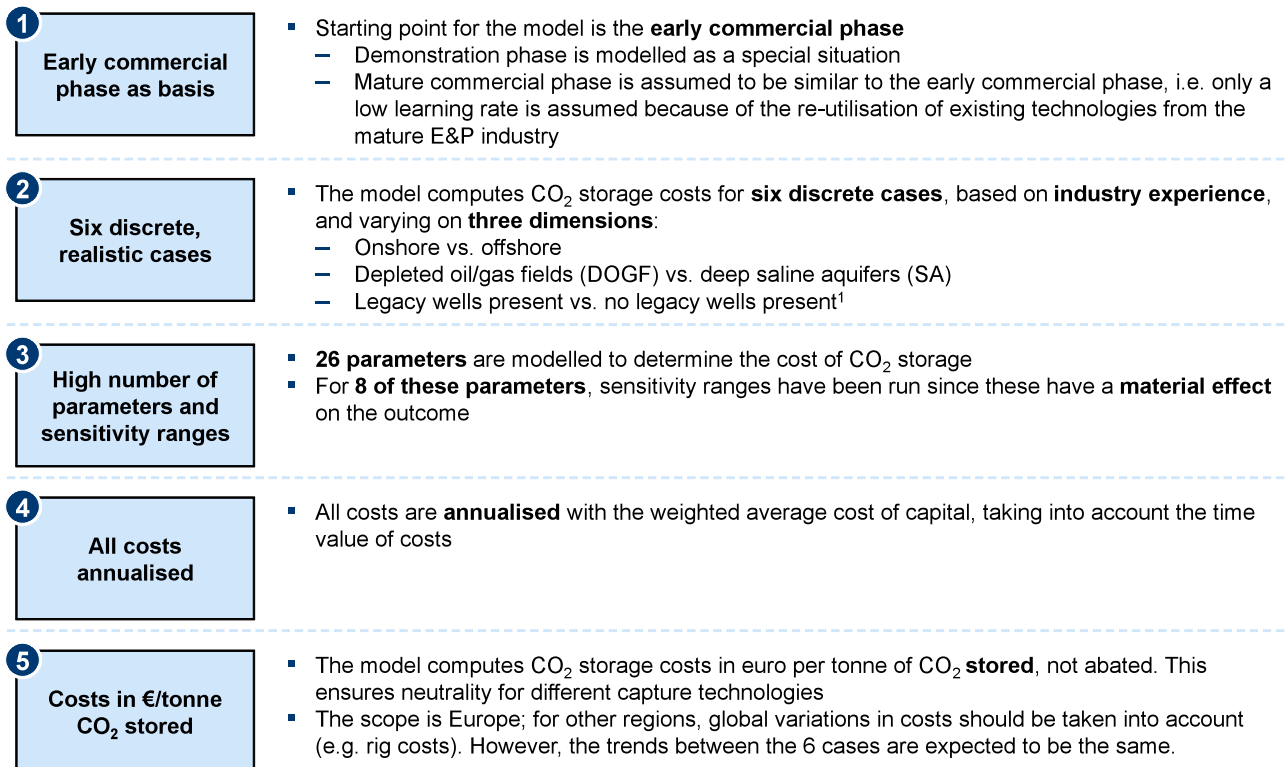 1
Early commercial
phase as basis
▪ Starting point for the model is the early commercial phase
– Demonstration phase is modelled as a special situation
– Mature commercial phase is assumed to be similar to the early commercial phase, i.e. only a
low learning rate is assumed because of the re-utilisation of existing technologies from the
mature E&P industry
2
Six discrete,
realistic cases
▪ The model computes CO₂ storage costs for six discrete cases, based on industry experience,
and varying on three dimensions:
– Onshore vs. offshore
– Depleted oil/gas fields (DOGF) vs. deep saline aquifers (SA)
– Legacy wells present vs. no legacy wells present¹
3
High number of
parameters and
sensitivity ranges
▪ 26 parameters are modelled to determine the cost of CO₂ storage
▪ For 8 of these parameters, sensitivity ranges have been run since these have a material effect
on the outcome
4
All costs
annualised
▪ All costs are annualised with the weighted average cost of capital, taking into account the time
value of costs
5
Costs in €/tonne
CO₂ stored
▪ The model computes CO₂ storage costs in euro per tonne of CO₂ stored, not abated. This
ensures neutrality for different capture technologies
▪ The scope is Europe; for other regions, global variations in costs should be taken into account
(e.g. rig costs). However, the trends between the 6 cases are expected to be the same.